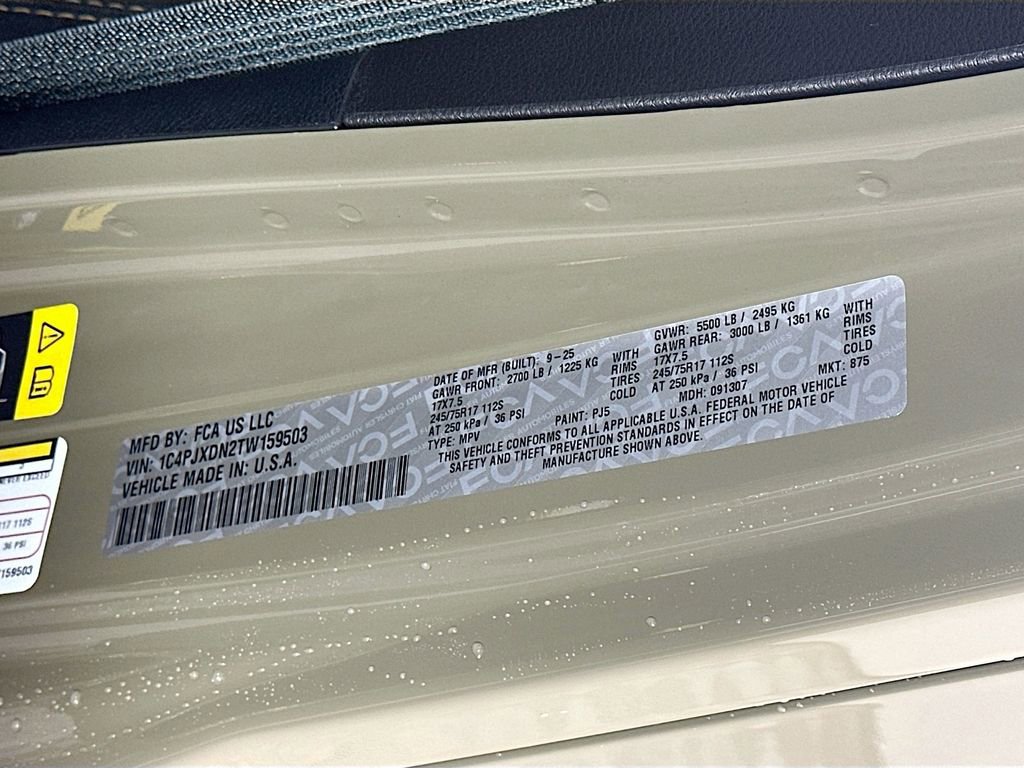 MFD BY: FCA US LLC
VIN: 1C4PJXDN2TW159503
VEHICLE MADE IN: U.S.A.
DATE OF MFR (BUILT): 9-25
GAWR FRONT: 2700 LB / 1225 KG WITH
17X7.5 RIMS
245/75R17 112S TIRES
AT 250 kPa / 36 PSI COLD
TYPE: MPV PAINT: PJ5
GVWR: 5500 LB / 2495 KG
GAWR REAR: 3000 LB / 1361 KG WITH
17X7.5 RIMS
245/75R17 112S TIRES
AT 250 kPa / 36 PSI COLD
MDH: 091307 MKT: 875
THIS VEHICLE CONFORMS TO ALL APPLICABLE U.S.A. FEDERAL MOTOR VEHICLE
SAFETY AND THEFT PREVENTION STANDARDS IN EFFECT ON THE DATE OF
MANUFACTURE SHOWN ABOVE.
NEVER EXCEED
R17 112S
36 PSI
159503